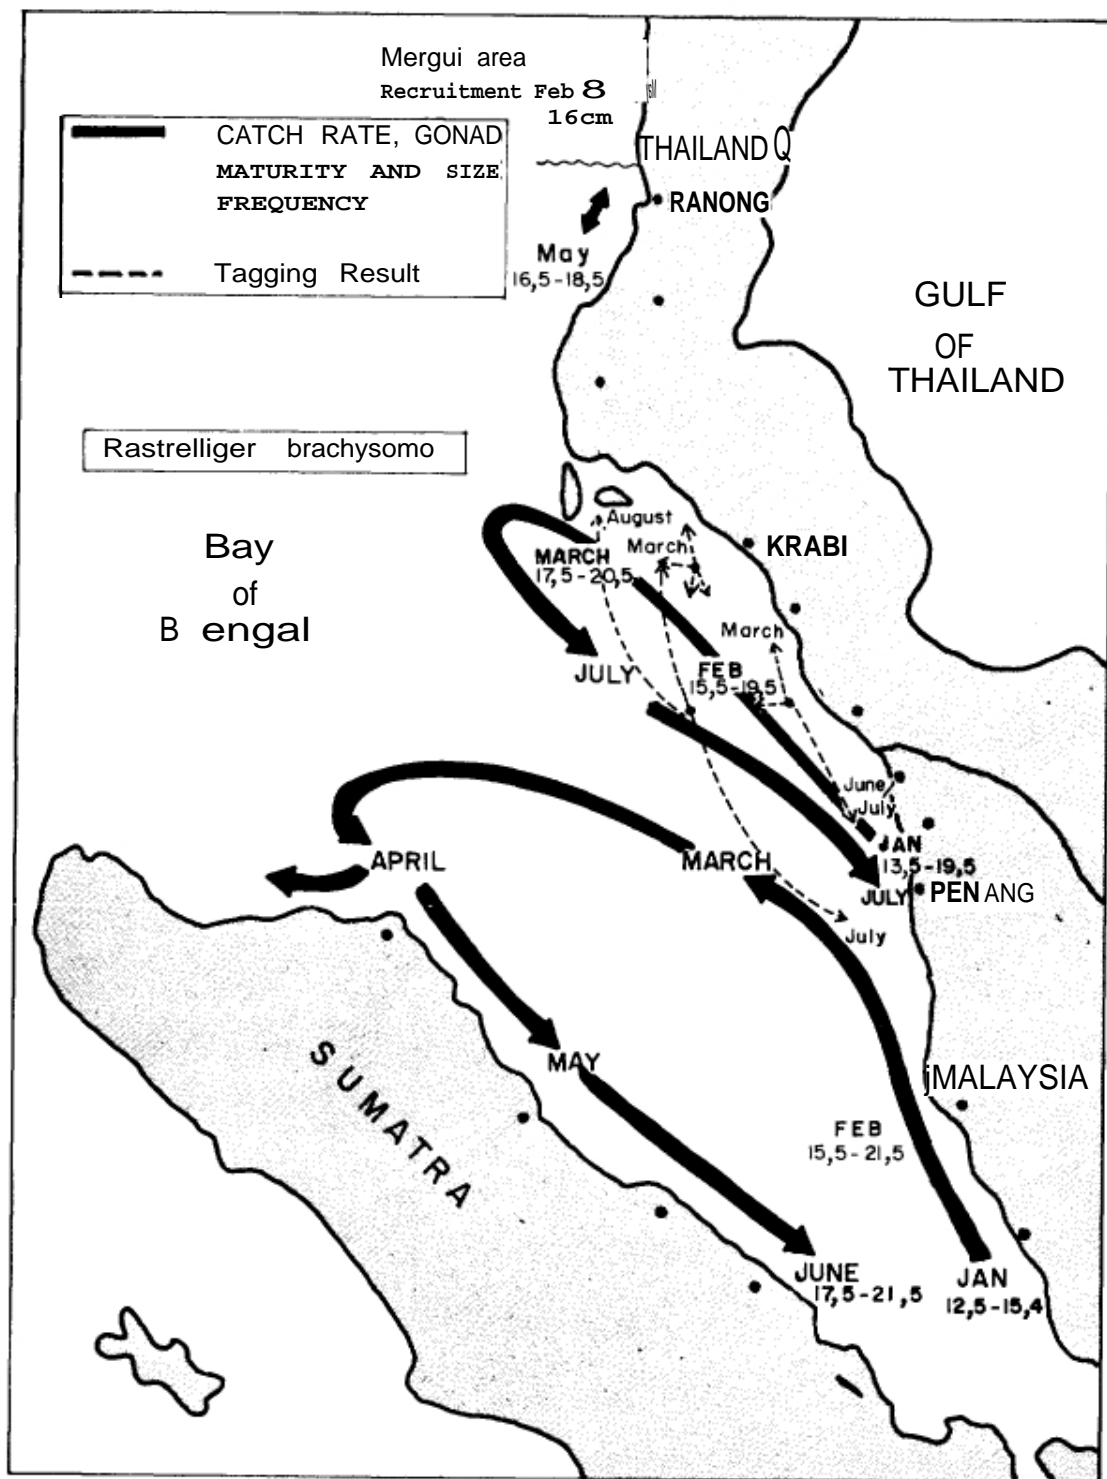 Mergui area
Recruitment Feb 8
16cm
CATCH RATE, GONAD
MATURITY AND SIZE
FREQUENCY
Tagging Result
THAILAND Q
RANONG
May
16,5-18,5
GULF
OF
THAILAND
Rastrelliger brachysomo
Bay
of
B engal
August
March
KRABI
MARCH
17,5-20,5
March
JULY
FEB
15,5-19,5
June
July
JAN
13,5-19,5
APRIL
MARCH
JULY
PEN ANG
July
SUMATRA
MAY
jMALAYSIA
FEB
15,5-21,5
JUNE
17,5-21,5
JAN
12,5-15,4